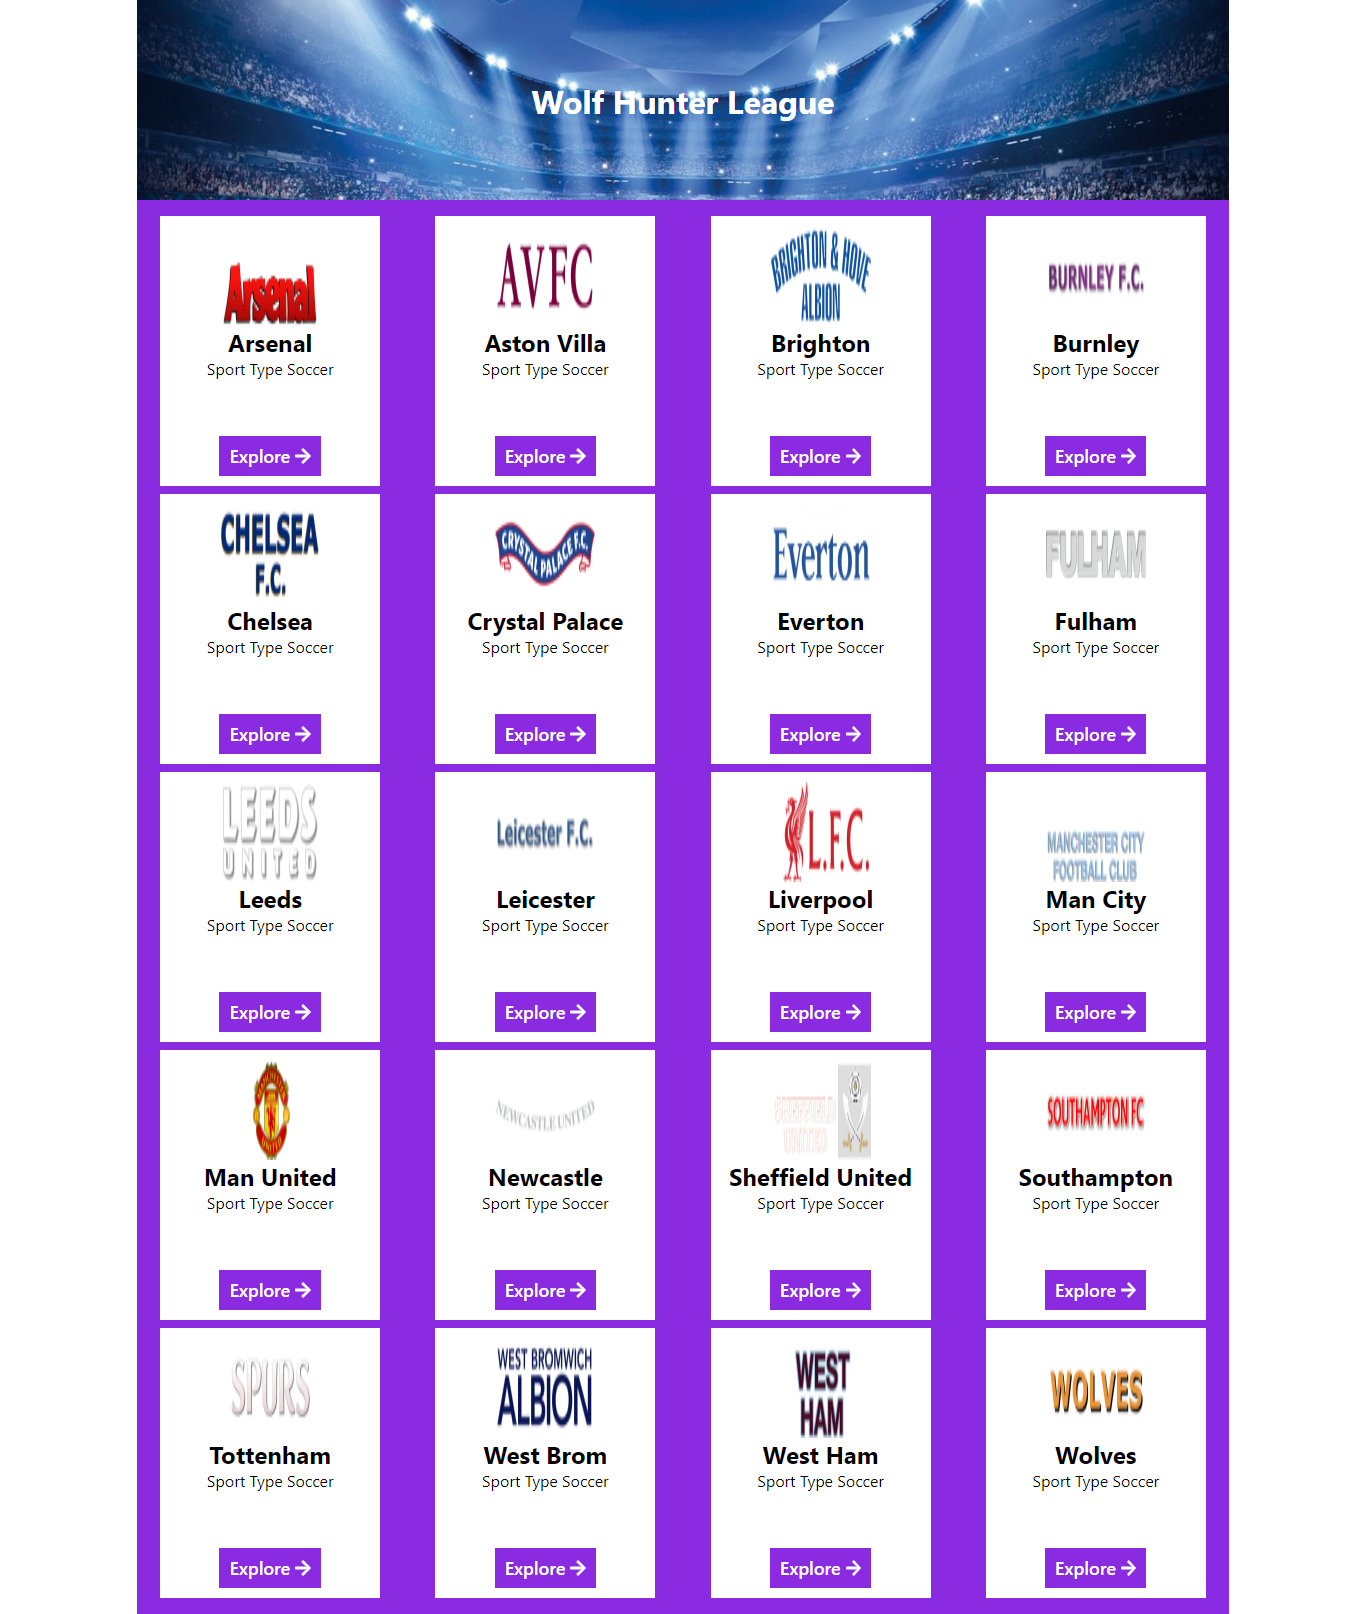 Wolf Hunter League
Arsenal
AVFC
BRIGHTON & HOVE
ALBION
BURNLEY F.C.
Arsenal
Aston Villa
Brighton
Burnley
Sport Type Soccer
Sport Type Soccer
Sport Type Soccer
Sport Type Soccer
Explore
Explore
Explore
Explore
CHELSEA
F.C.
CRYSTAL PALACE F.C.
Everton
FULHAM
Chelsea
Crystal Palace
Everton
Fulham
Sport Type Soccer
Sport Type Soccer
Sport Type Soccer
Sport Type Soccer
Explore
Explore
Explore
Explore
LEEDS
UNITED
Leicester F.C.
L.F.C.
MANCHESTER CITY
FOOTBALL CLUB
Leeds
Leicester
Liverpool
Man City
Sport Type Soccer
Sport Type Soccer
Sport Type Soccer
Sport Type Soccer
Explore
Explore
Explore
Explore
MANCHESTER
UNITED
NEWCASTLE UNITED
SHEFFIELD
UNITED
SOUTHAMPTON FC
Man United
Newcastle
Sheffield United
Southampton
Sport Type Soccer
Sport Type Soccer
Sport Type Soccer
Sport Type Soccer
Explore
Explore
Explore
Explore
SPURS
WEST BROMWICH
ALBION
WEST
HAM
WOLVES
Tottenham
West Brom
West Ham
Wolves
Sport Type Soccer
Sport Type Soccer
Sport Type Soccer
Sport Type Soccer
Explore
Explore
Explore
Explore